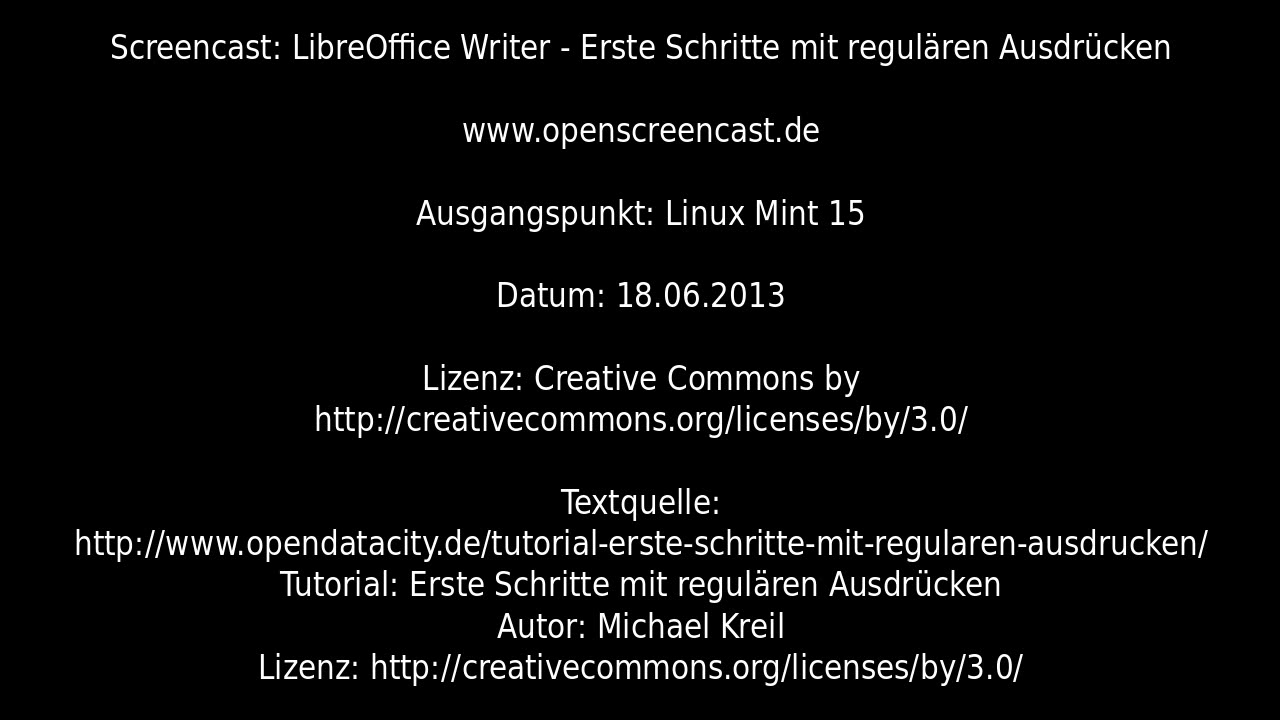 Screencast: LibreOffice Writer - Erste Schritte mit regulären Ausdrücken
www.openscreencast.de
Ausgangspunkt: Linux Mint 15
Datum: 18.06.2013
Lizenz: Creative Commons by
http://creativecommons.org/licenses/by/3.0/
Textquelle:
http://www.opendatacity.de/tutorial-erste-schritte-mit-regularen-ausdrucken/
Tutorial: Erste Schritte mit regulären Ausdrücken
Autor: Michael Kreil
Lizenz: http://creativecommons.org/licenses/by/3.0/